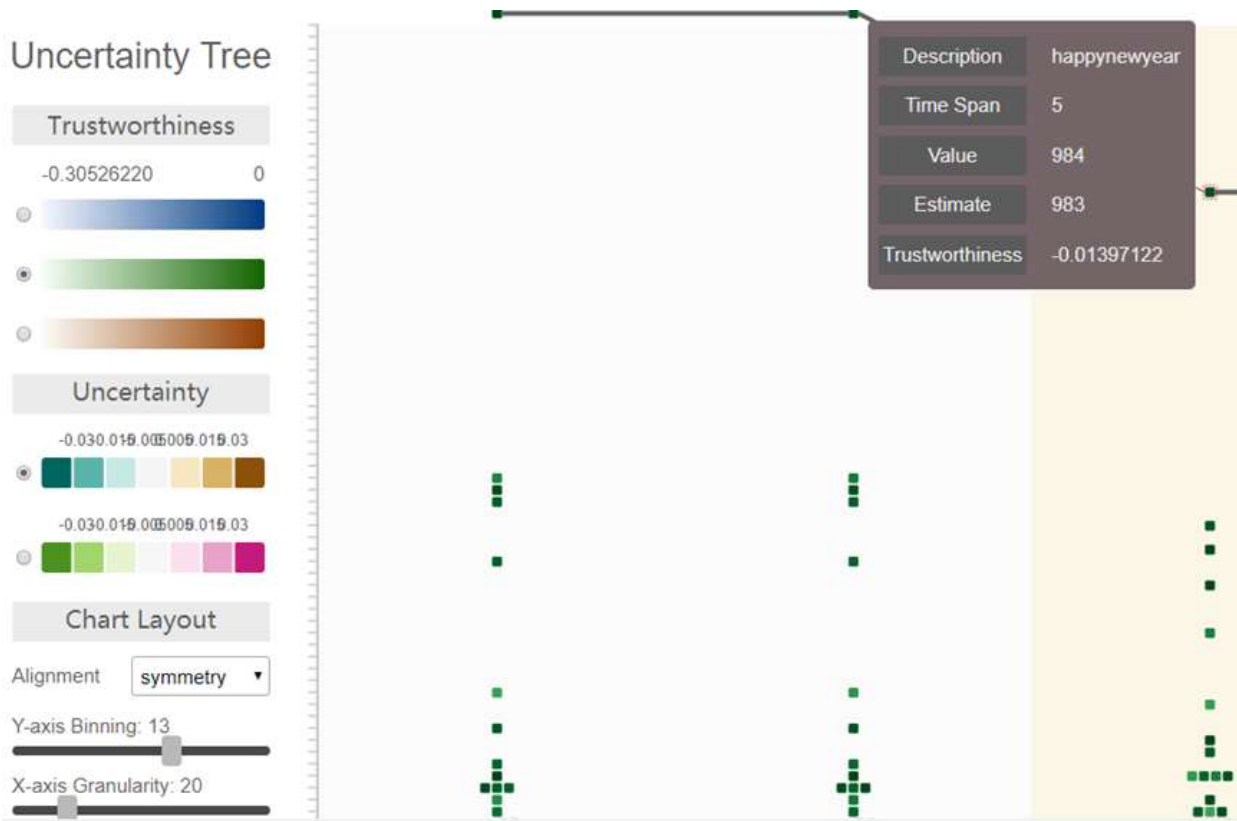 Uncertainty Tree
Trustworthiness
-0.30526220 0
Uncertainty
Chart Layout
Alignment symmetry
Y-axis Binning: 13
X-axis Granularity: 20
Description happynewyear
Time Span 5
Value 984
Estimate 983
Trustworthiness -0.01397122